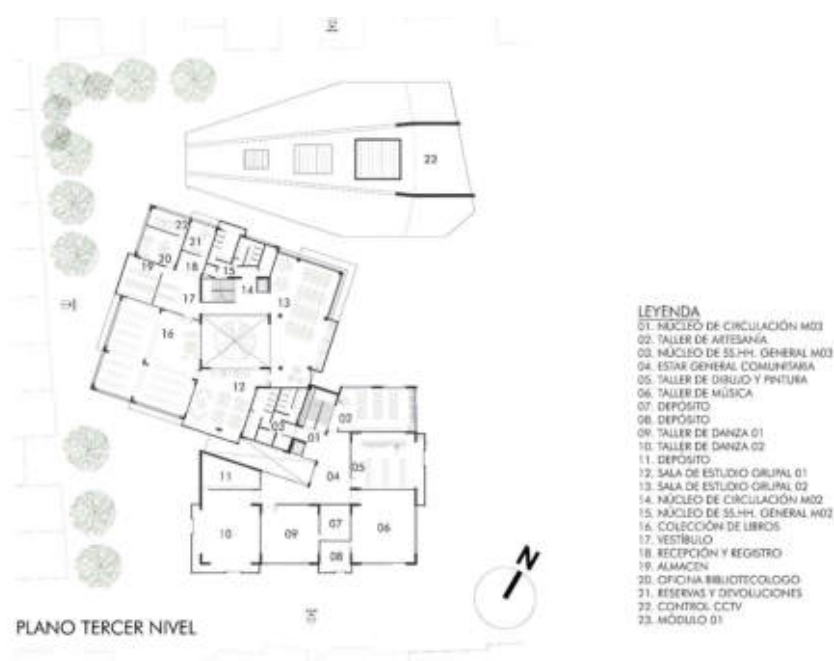 22
22
21
20
18
19
15
14
17
13
16
12
02
03
01
05
04
11
07
06
10
09
08
N
PLANO TERCER NIVEL
LEYENDA
01. NÚCLEO DE CIRCULACIÓN M03
02. TALLER DE ARTESANÍA
03. NÚCLEO DE SS.HH. GENERAL M03
04. ESTAR GENERAL COMUNITARIA
05. TALLER DE DIBUJO Y PINTURA
06. TALLER DE MÚSICA
07. DEPÓSITO
08. DEPÓSITO
09. TALLER DE DANZA 01
10. TALLER DE DANZA 02
11. DEPÓSITO
12. SALA DE ESTUDIO GRUPAL 01
13. SALA DE ESTUDIO GRUPAL 02
14. NÚCLEO DE CIRCULACIÓN M02
15. NÚCLEO DE SS.HH. GENERAL M02
16. COLECCIÓN DE LIBROS
17. VESTÍBULO
18. RECEPCIÓN Y REGISTRO
19. ALMACEN
20. OFICINA BIBLIOTECOLOGO
21. RESERVAS Y DEVOLUCIONES
22. CONTROL CCTV
23. MÓDULO 01